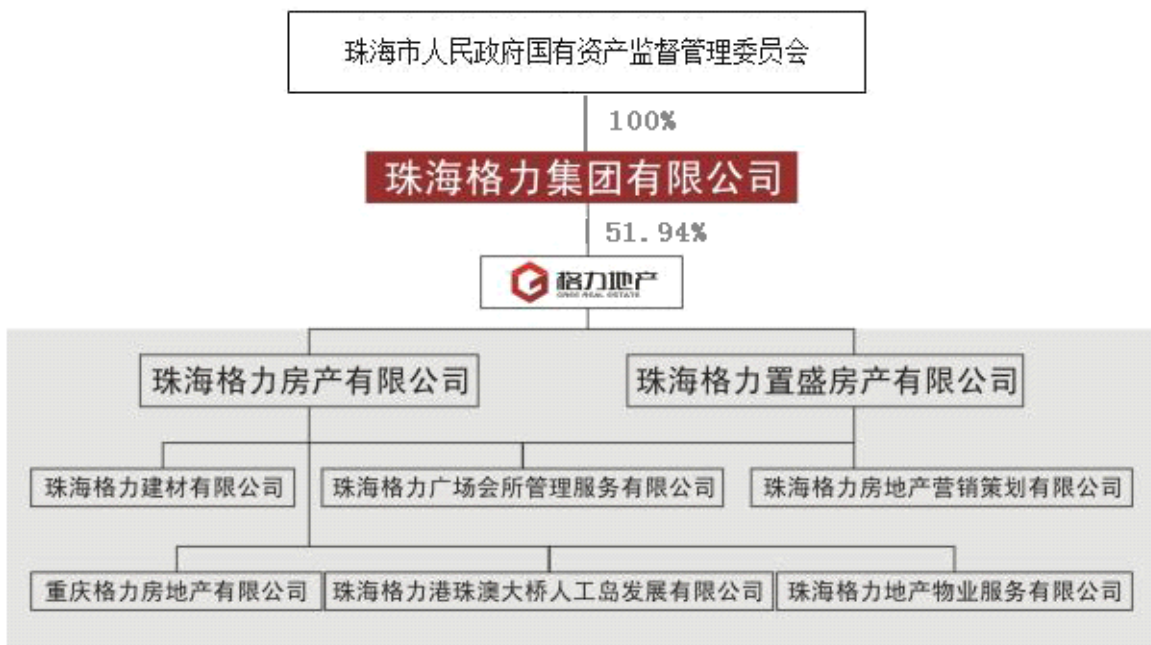 珠海市人民政府国有资产监督管理委员会
100%
珠海格力集团有限公司
51.94%
格力地产
GREE REAL ESTATE
珠海格力房产有限公司
珠海格力置盛房产有限公司
珠海格力建材有限公司
珠海格力广场会所管理服务有限公司
珠海格力房地产营销策划有限公司
重庆格力房地产有限公司
珠海格力港珠澳大桥人工岛发展有限公司
珠海格力地产物业服务有限公司